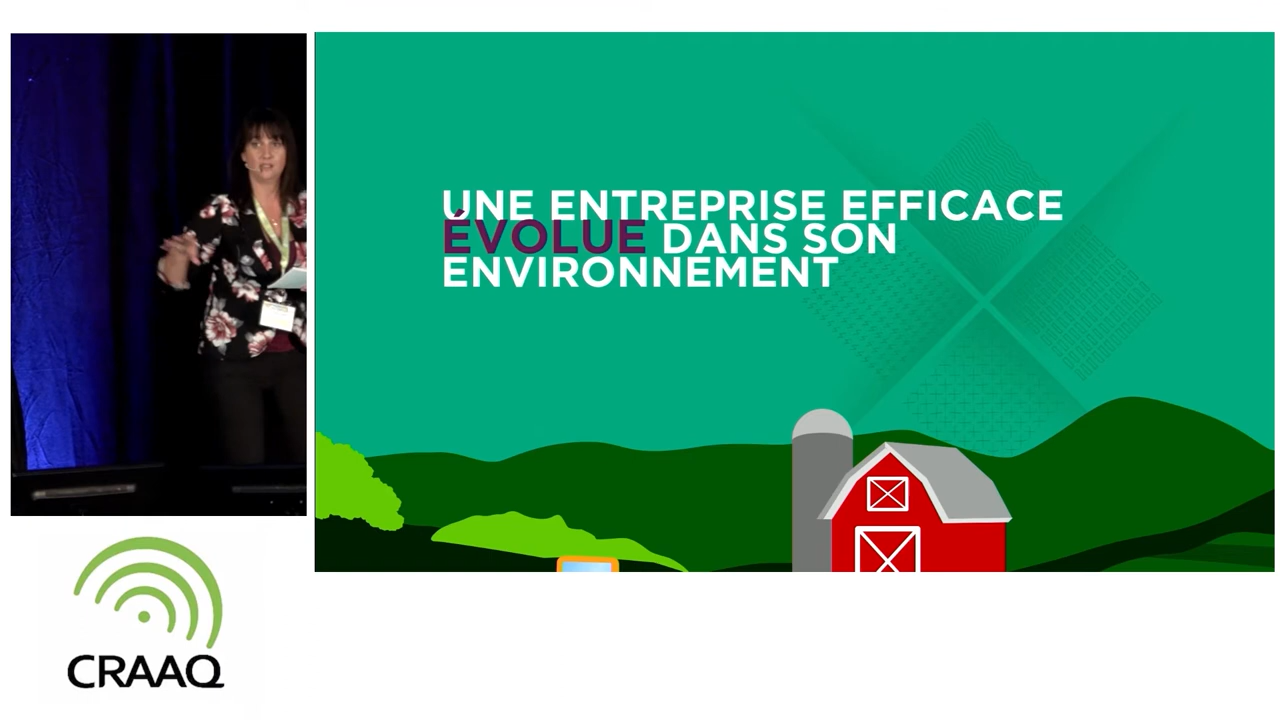 UNE ENTREPRISE EFFICACE
ÉVOLUE DANS SON
ENVIRONNEMENT
CRAAQ